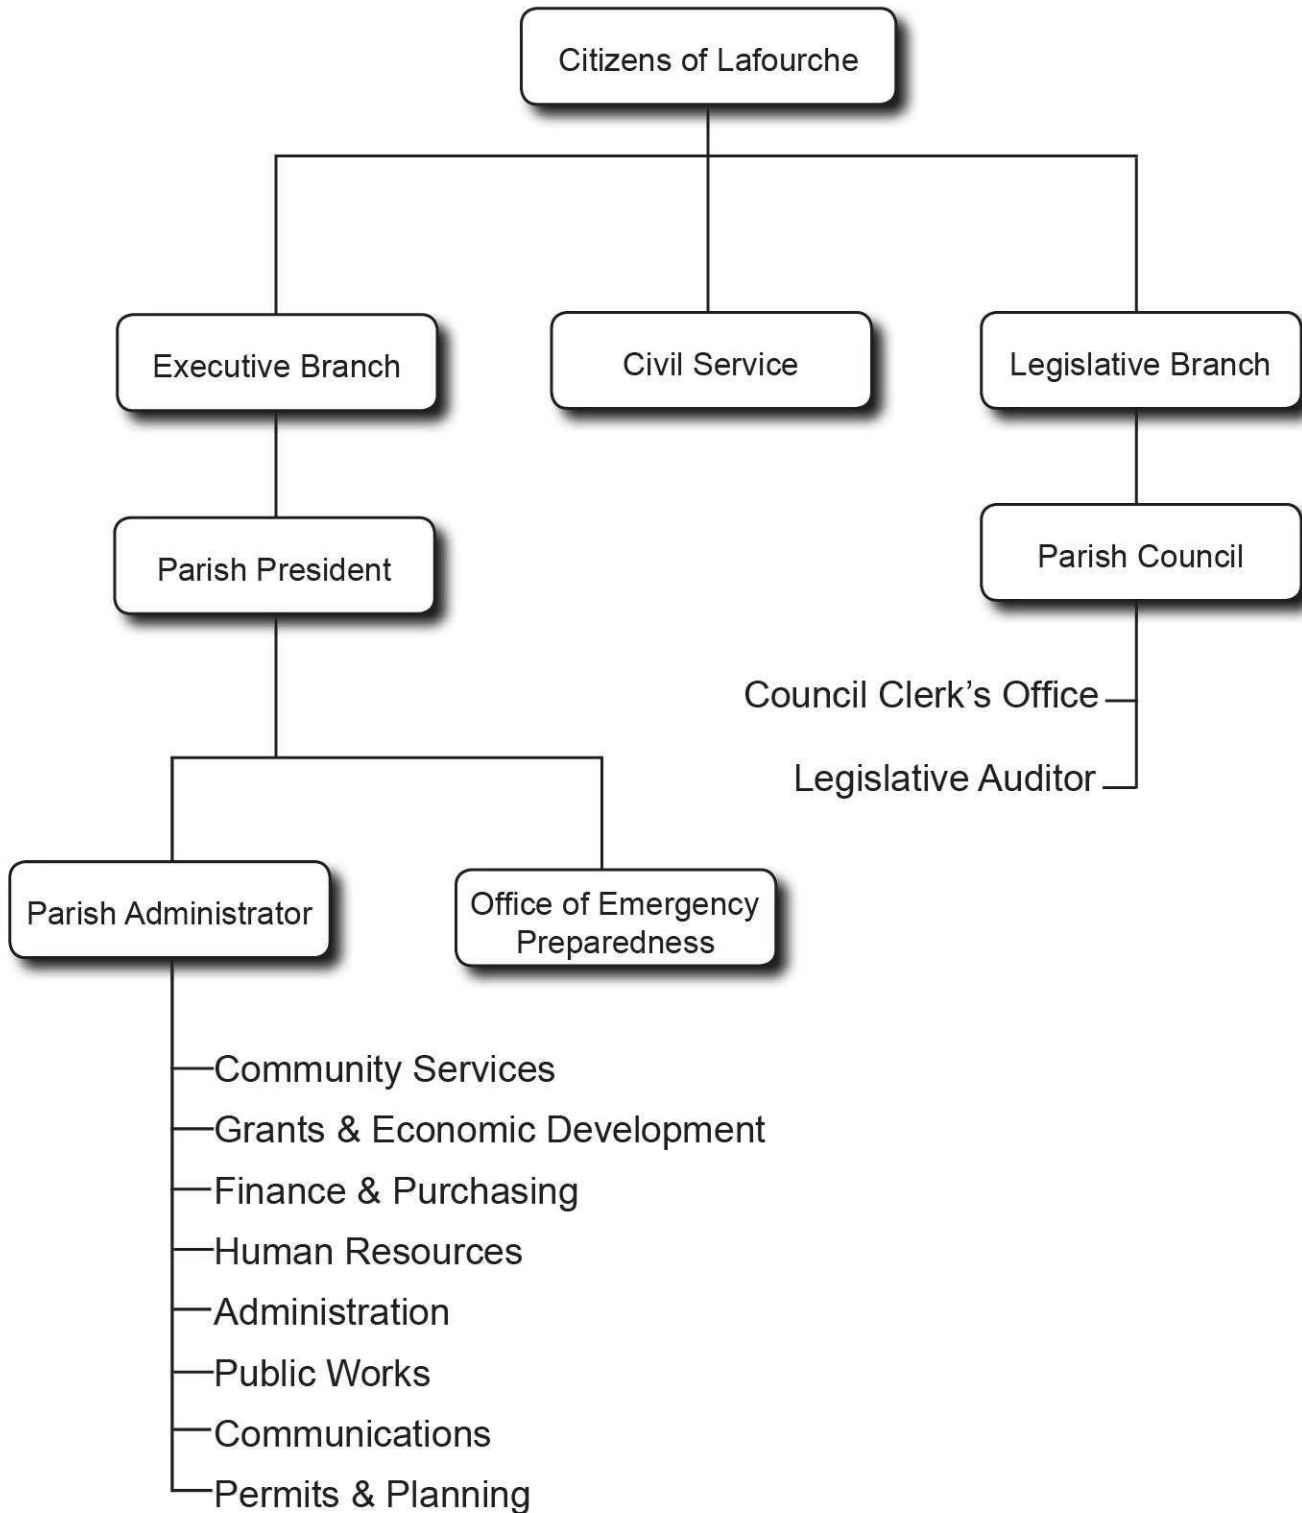 Citizens of Lafourche
Executive Branch
Civil Service
Legislative Branch
Parish President
Parish Council
Council Clerk’s Office
Legislative Auditor
Parish Administrator
Office of Emergency
Preparedness
Community Services
Grants & Economic Development
Finance & Purchasing
Human Resources
Administration
Public Works
Communications
Permits & Planning